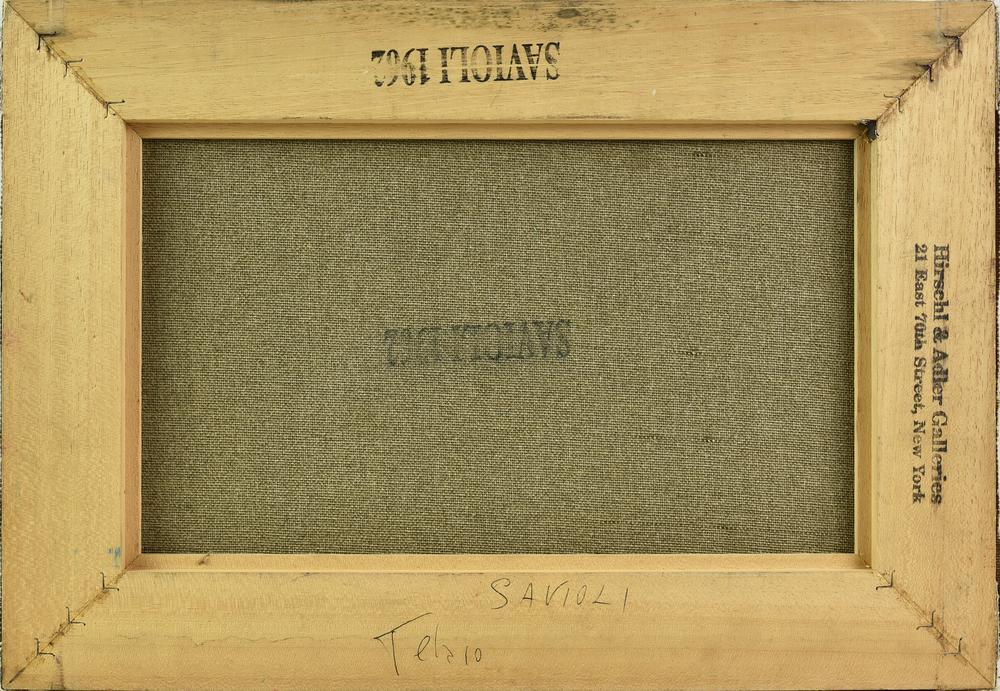 SAVIOLI 1962
SAVIOLI 1962
Hirschl & Adler Galleries
21 East 70th Street, New York
SAVIOLI
Telaio